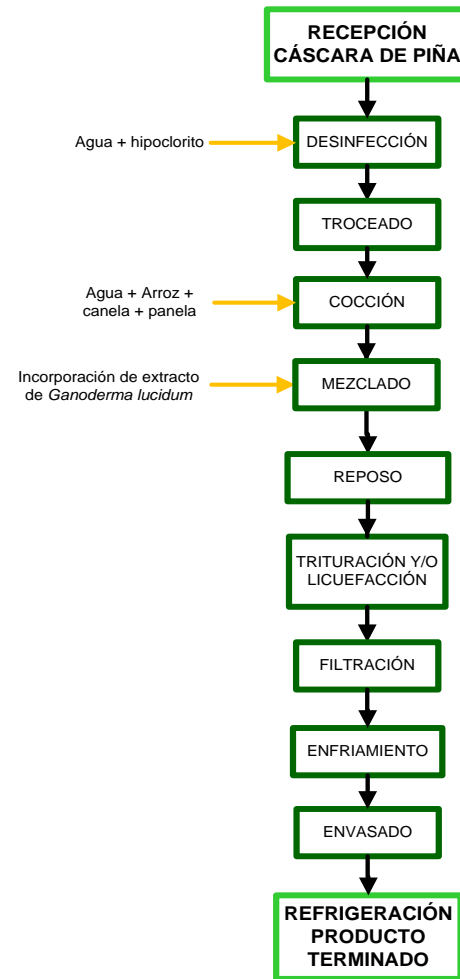 RECEPCIÓN
CÁSCARA DE PIÑA
Agua + hipoclorito
DESINFECCIÓN
TROCEADO
Agua + Arroz +
canela + panela
COCCIÓN
Incorporación de extracto
de Ganoderma lucidum
MEZCLADO
REPOSO
TRITURACIÓN Y/O
LICUEFACCIÓN
FILTRACIÓN
ENFRIAMIENTO
ENVASADO
REFRIGERACIÓN
PRODUCTO
TERMINADO